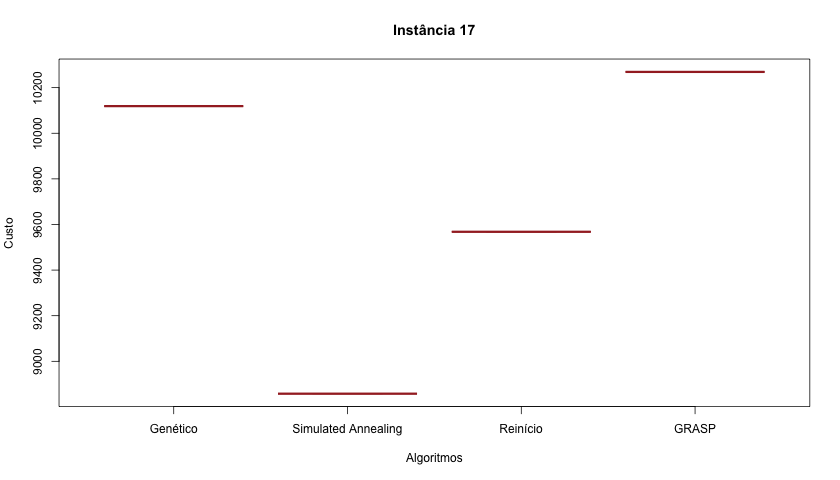 Instância 17
Custo
10200
10000
9800
9600
9400
9200
9000
Genético
Simulated Annealing
Reinício
GRASP
Algoritmos